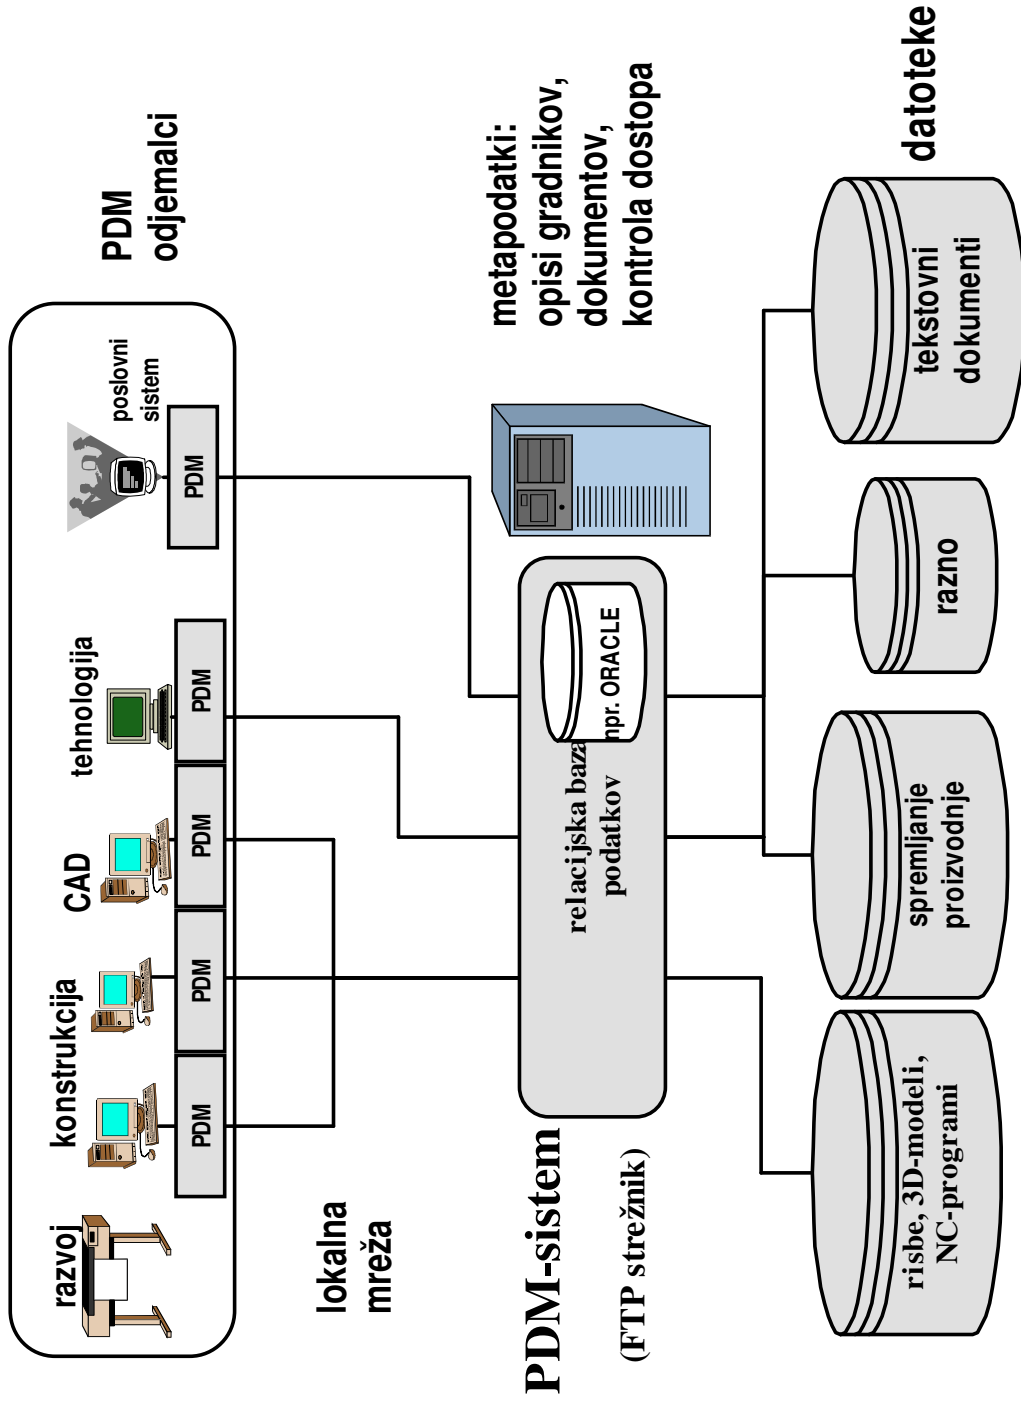 razvoj
konstrukcija
CAD
tehnologija
poslovni
sistem
PDM
odjemalci
PDM
PDM
PDM
PDM
PDM
lokalna
mreža
metapodatki:
opisi gradnikov,
dokumentov,
kontrola dostopa
PDM-sistem
(FTP strežnik)
relacijska baza
podatkov
npr. ORACLE
datoteke
risbe, 3D-modeli,
NC-programi
spremljanje
proizvodnje
razno
tekstovni
dokumenti